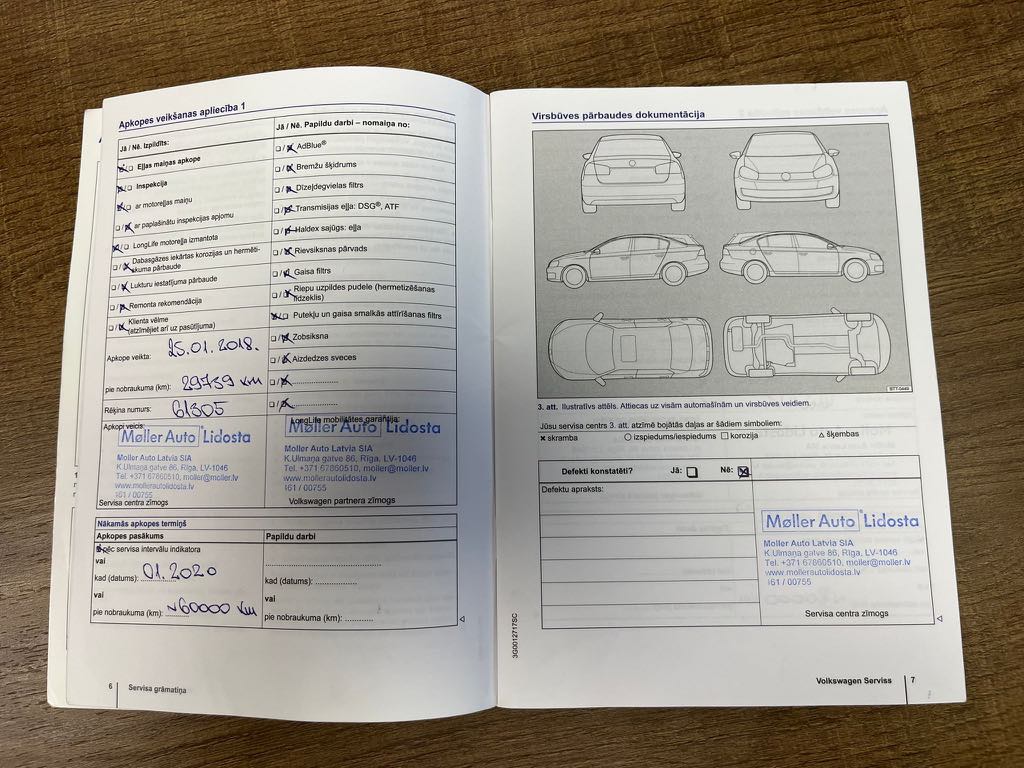 Apkopes veikšanas apliecība 1
Jā / Nē. Izpildīts:
Eļļas maiņas apkope
Inspekcija
ar motoreļļas maiņu
ar paplašinātu inspekcijas apjomu
LongLife motoreļļa izmantota
Dabasgāzes iekārtas korozijas un hermēti-
skuma pārbaude
Lukturu iestatījuma pārbaude
Remonta rekomendācija
Klienta vēlme
(atzīmējiet arī uz pasūtījuma)
Apkope veikta: 25.01.2018.
pie nobraukuma (km): 29739 km
Rēķina numurs: 61305
Apkopi veicis:
Møller Auto Lidosta
Moller Auto Latvia SIA
K.Ulmaņa gatve 86, Rīga, LV-1046
Tel. +371 67860510, moller@moller.lv
www.mollerautolidosta.lv
161 / 00755
Servisa centra zīmogs
Jā / Nē. Papildu darbi – nomaiņa no:
AdBlue®
Bremžu šķidrums
Dīzeļdegvielas filtrs
Transmisijas eļļa: DSG®, ATF
Haldex sajūgs: eļļa
Rievsiksnas pārvads
Gaisa filtrs
Riepu uzpildes pudele (hermetizēšanas
līdzeklis)
Putekļu un gaisa smalkās attīrīšanas filtrs
Zobsiksna
Aizdedzes sveces
LongLife mobilitātes garantija:
Møller Auto Lidosta
Moller Auto Latvia SIA
K.Ulmaņa gatve 86, Rīga, LV-1046
Tel. +371 67860510, moller@moller.lv
www.mollerautolidosta.lv
161 / 00755
Volkswagen partnera zīmogs
Nākamās apkopes termiņš
Apkopes pasākums
pēc servisa intervālu indikatora
vai
kad (datums): 01.2020
vai
pie nobraukuma (km): ~60000 km
Papildu darbi
kad (datums): ............
vai
pie nobraukuma (km): ............
6 Servisa grāmatiņa
Virsbūves pārbaudes dokumentācija
BTT-0449
3. att. Ilustratīvs attēls. Attiecas uz visām automašīnām un virsbūves veidiem.
Jūsu servisa centrs 3. att. atzīmē bojātās daļas ar šādiem simboliem:
× skramba ○ izspiedums/iespiedums □ korozija △ šķembas
Defekti konstatēti? Jā: Nē:
Defektu apraksts:
Møller Auto Lidosta
Moller Auto Latvia SIA
K.Ulmaņa gatve 86, Rīga, LV-1046
Tel. +371 67860510, moller@moller.lv
www.mollerautolidosta.lv
161 / 00755
Servisa centra zīmogs
3G0012717SC
Volkswagen Serviss 7